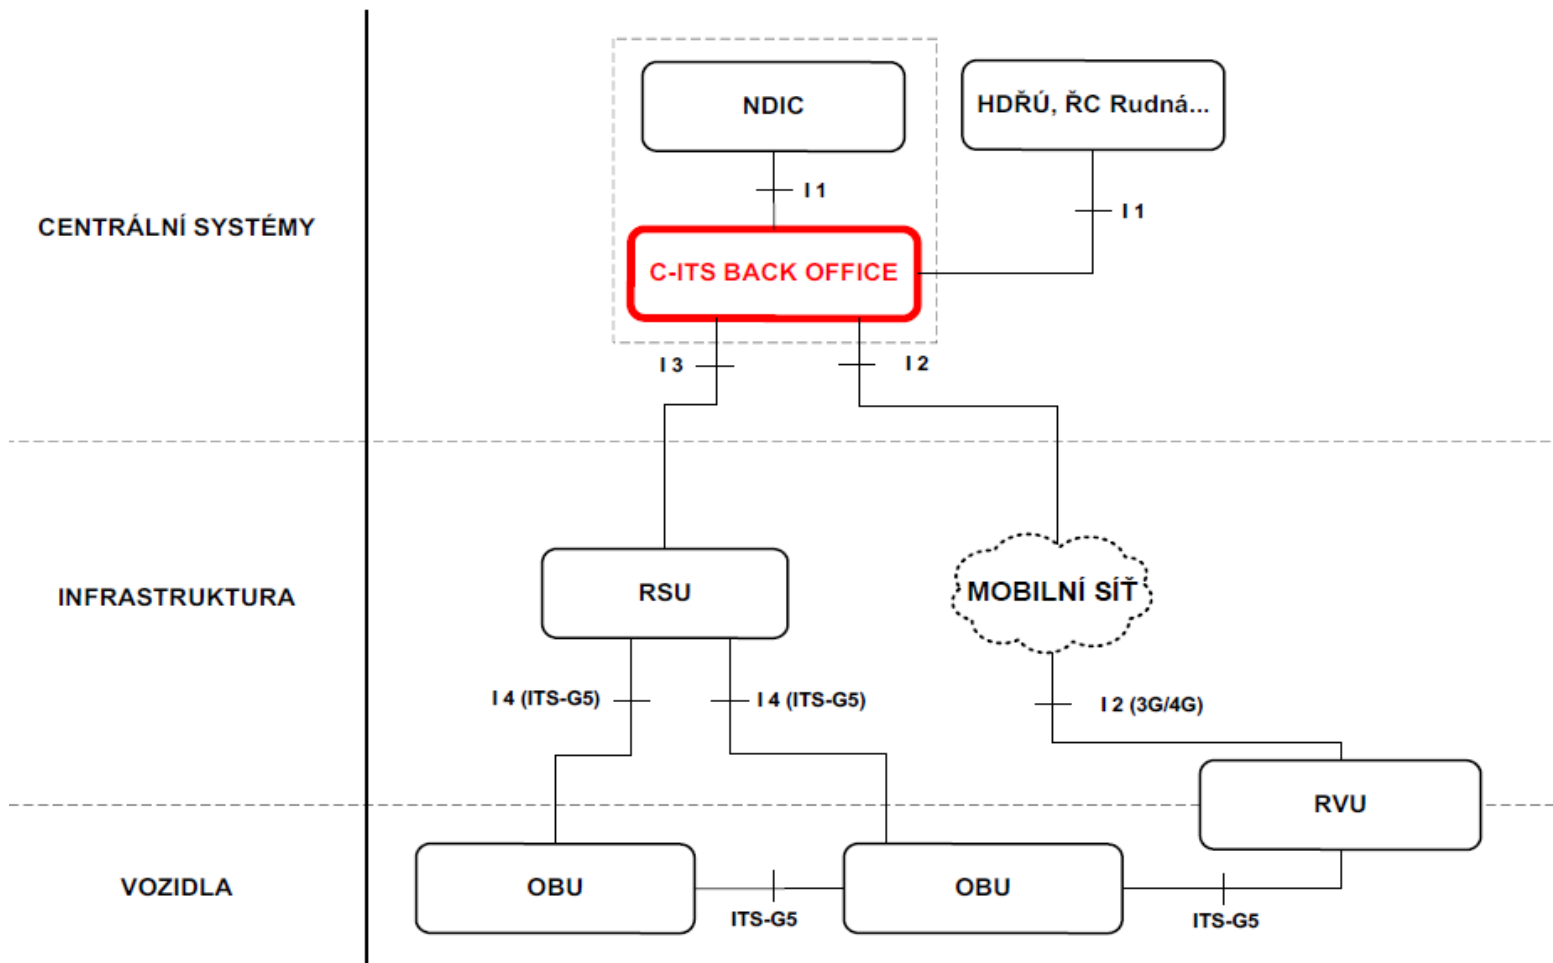 NDIC
HDŘÚ, ŘC Rudná...
I 1
I 1
CENTRÁLNÍ SYSTÉMY
C-ITS BACK OFFICE
I 3
I 2
INFRASTRUKTURA
RSU
MOBILNÍ SÍŤ
I 4 (ITS-G5)
I 4 (ITS-G5)
I 2 (3G/4G)
RVU
VOZIDLA
OBU
OBU
ITS-G5
ITS-G5